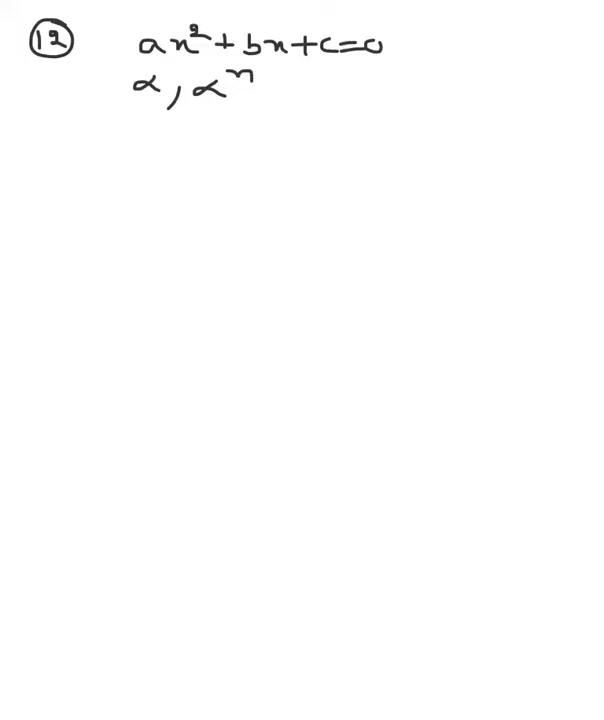 12 ax² + bx + c = 0
α, αⁿ